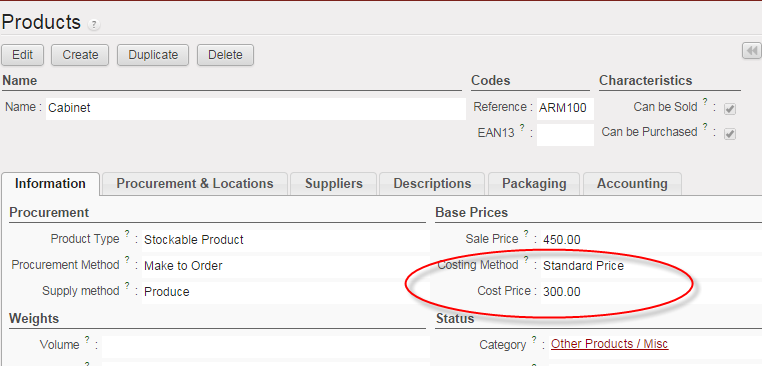 Products ?
Edit Create Duplicate Delete
Name Codes Characteristics
Name : Cabinet Reference : ARM100 Can be Sold ? :
EAN13 ? : Can be Purchased ? :
Information Procurement & Locations Suppliers Descriptions Packaging Accounting
Procurement Base Prices
Product Type ? : Stockable Product Sale Price ? : 450.00
Procurement Method ? : Make to Order Costing Method ? : Standard Price
Supply method ? : Produce Cost Price : 300.00
Weights Status
Volume ? : Category ? : Other Products / Misc